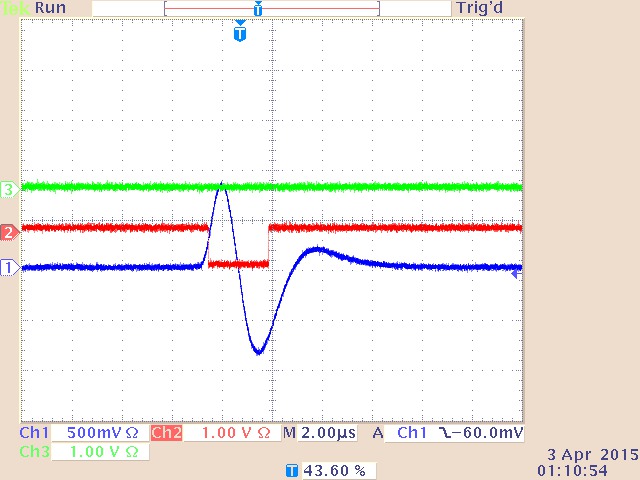 Tek Run Trig'd
T
T
3
2
1
Ch1 500mV Ω Ch2 1.00 V Ω M 2.00µs A Ch1 ㄟ-60.0mV
Ch3 1.00 V Ω
T 43.60 %
3 Apr 2015
01:10:54